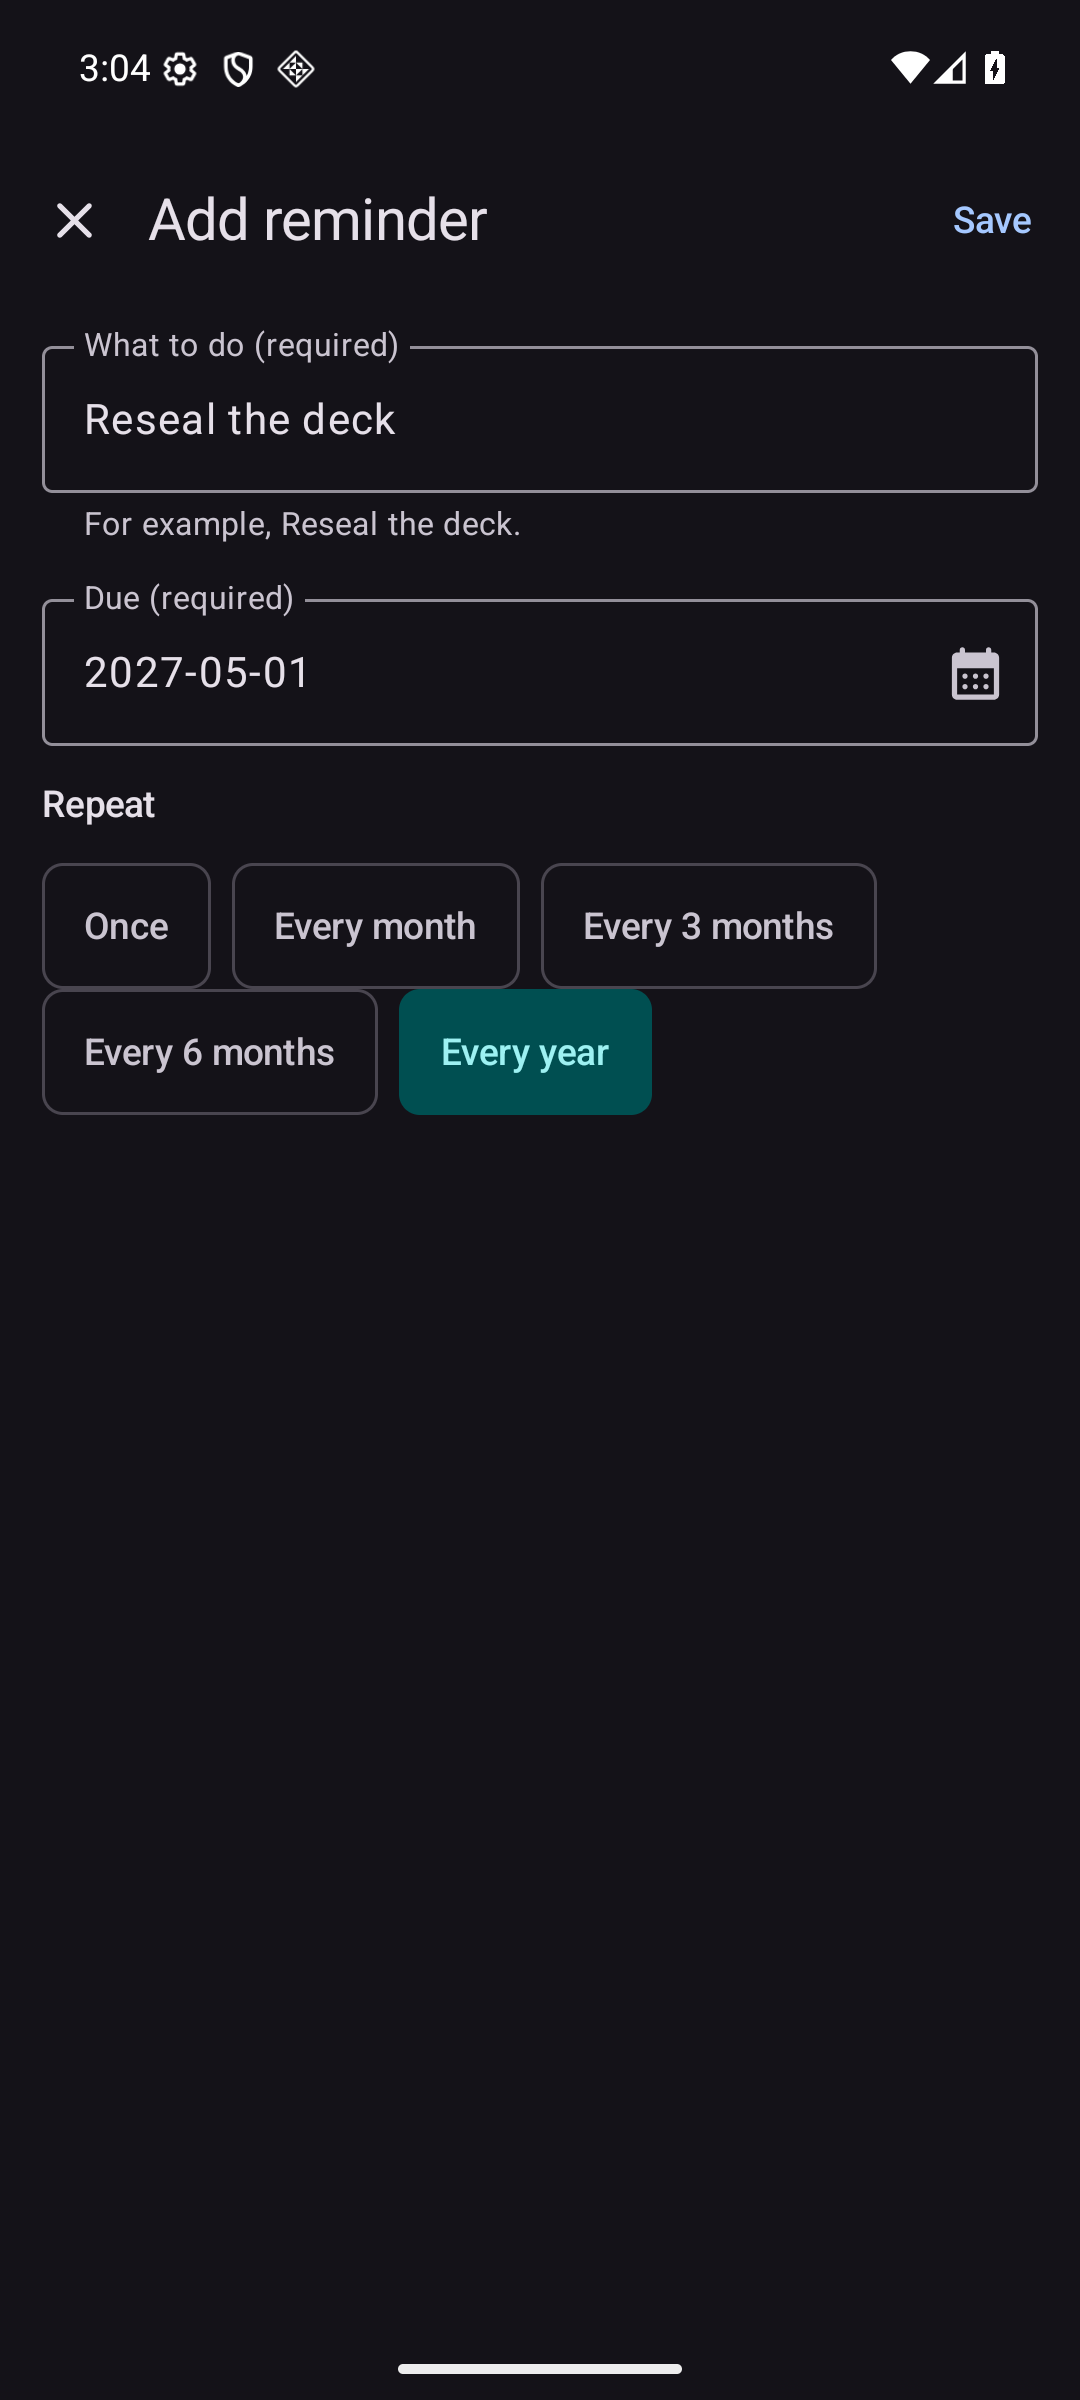 3:04
Add reminder
Save
What to do (required)
Reseal the deck
For example, Reseal the deck.
Due (required)
2027-05-01
Repeat
Once
Every month
Every 3 months
Every 6 months
Every year